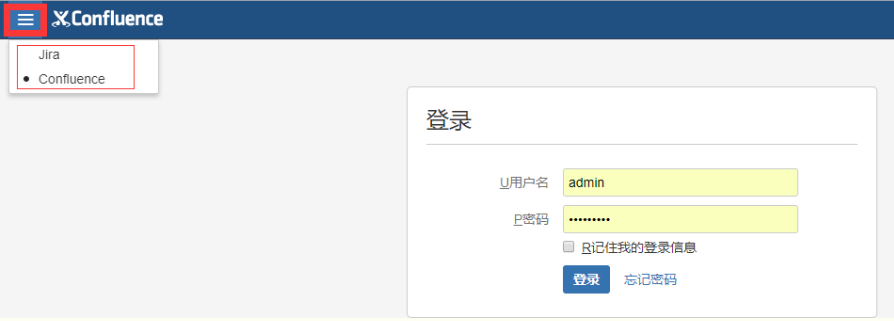 Confluence
Jira
Confluence
登录
U用户名 admin
P密码 •••••••••
R记住我的登录信息
登录 忘记密码